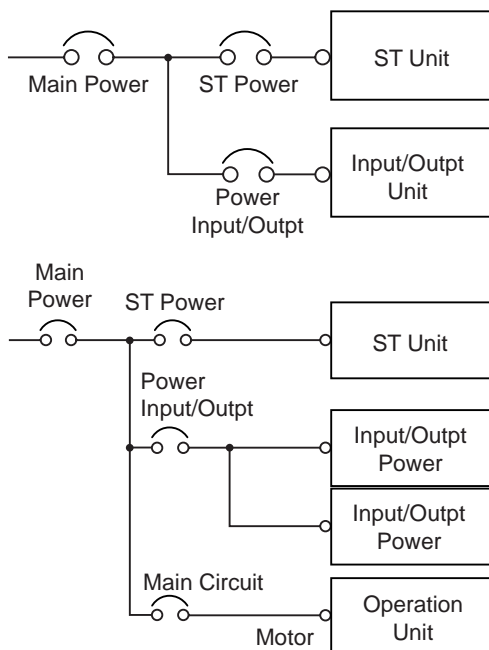 ST Unit
Main Power
ST Power
Input/Outpt
Unit
Power
Input/Outpt
Main
Power
ST Power
ST Unit
Power
Input/Outpt
Input/Outpt
Power
Input/Outpt
Power
Main Circuit
Motor
Operation
Unit